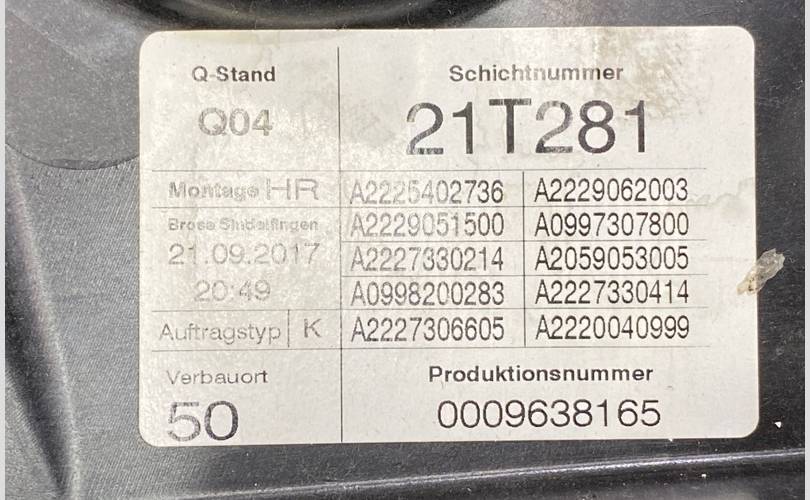 Q-Stand
Schichtnummer
Q04
21T281
Montage HR
A2225402736 A2229062003
Brose Sindelfingen
A2229051500 A0997307800
21.09.2017
A2227330214 A2059053005
20:49
A0998200283 A2227330414
Auftragstyp K
A2227306605 A2220040999
Verbauort
Produktionsnummer
50
0009638165